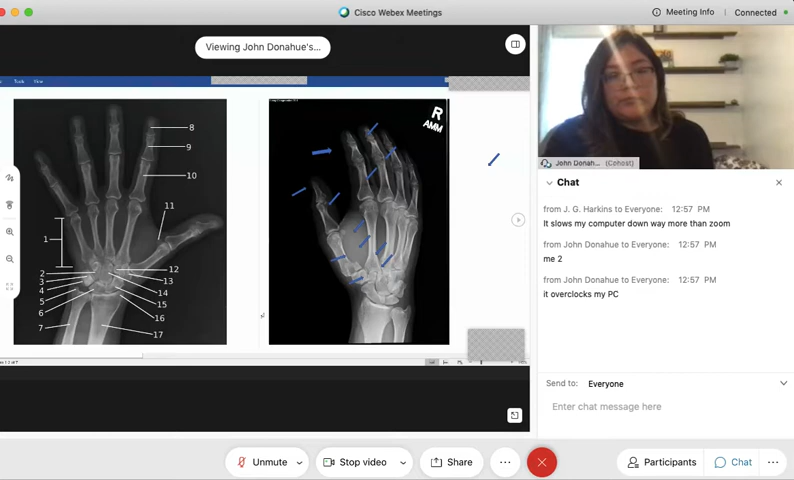 Cisco Webex Meetings
Meeting Info
Connected
Viewing John Donahue's...
Tools
View
R
AMM
8
9
10
11
1
2
3
4
5
6
7
12
13
14
15
16
17
John Donah... (Cohost)
Chat
from J. G. Harkins to Everyone: 12:57 PM
It slows my computer down way more than zoom
from John Donahue to Everyone: 12:57 PM
me 2
from John Donahue to Everyone: 12:57 PM
it overclocks my PC
Send to: Everyone
Enter chat message here
Unmute
Stop video
Share
Participants
Chat